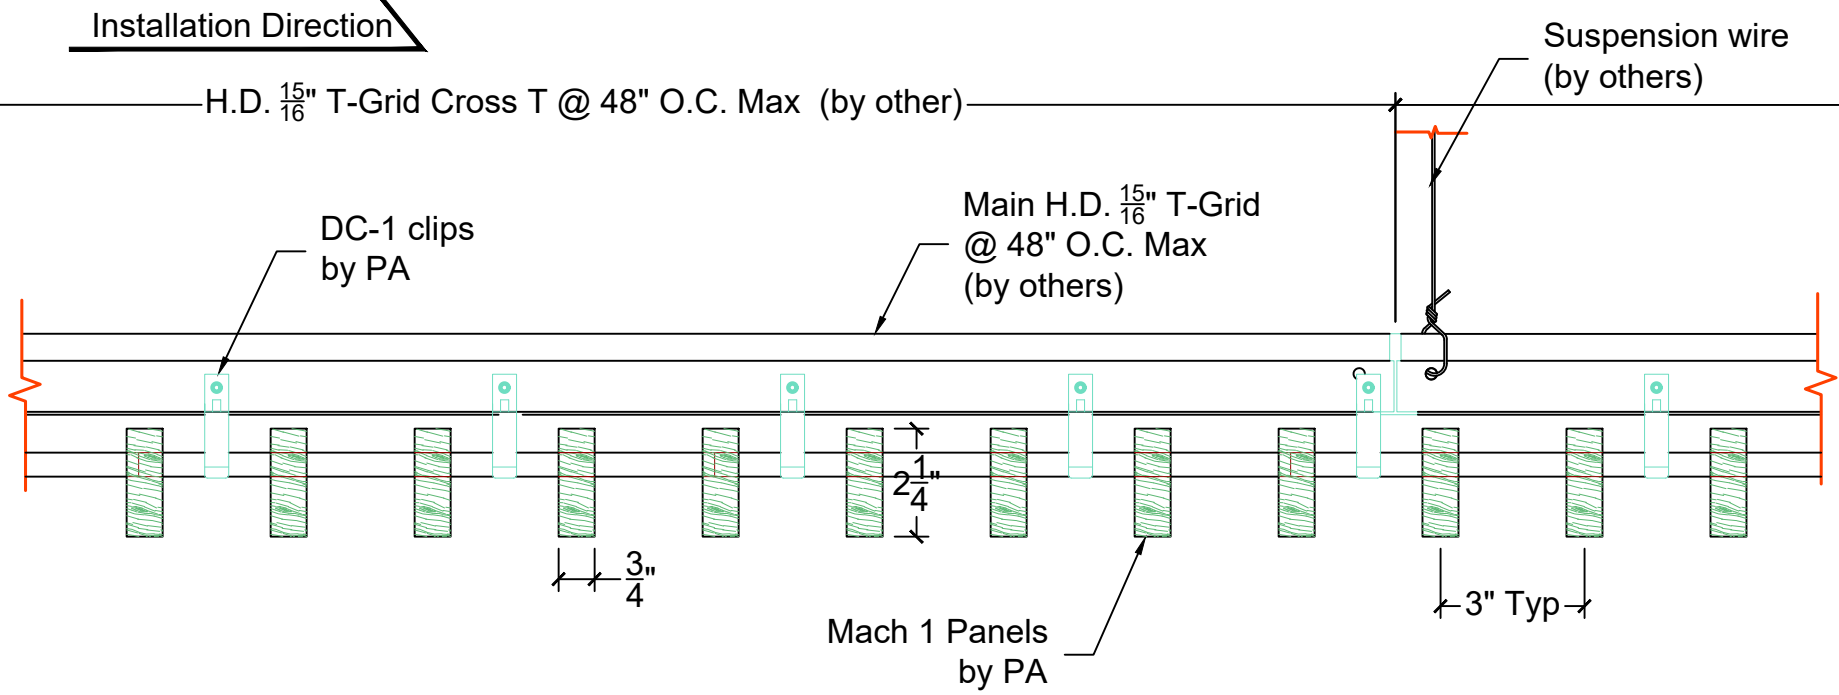 Installation Direction
H.D. 15/16" T-Grid Cross T @ 48" O.C. Max (by other)
Suspension wire
(by others)
Main H.D. 15/16" T-Grid
@ 48" O.C. Max
(by others)
DC-1 clips
by PA
2 1/4"
3/4"
3" Typ
Mach 1 Panels
by PA